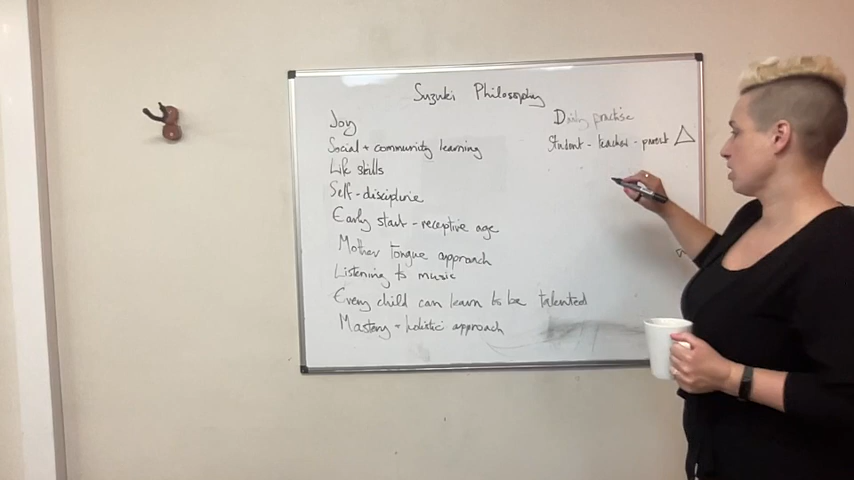 Suzuki Philosophy
Joy
Social + community learning
Life skills
Self-discipline
Early start - receptive age
Mother Tongue approach
Listening to music
Every child can learn to be talented
Mastery + holistic approach
Daily practise
Student - teacher - parent